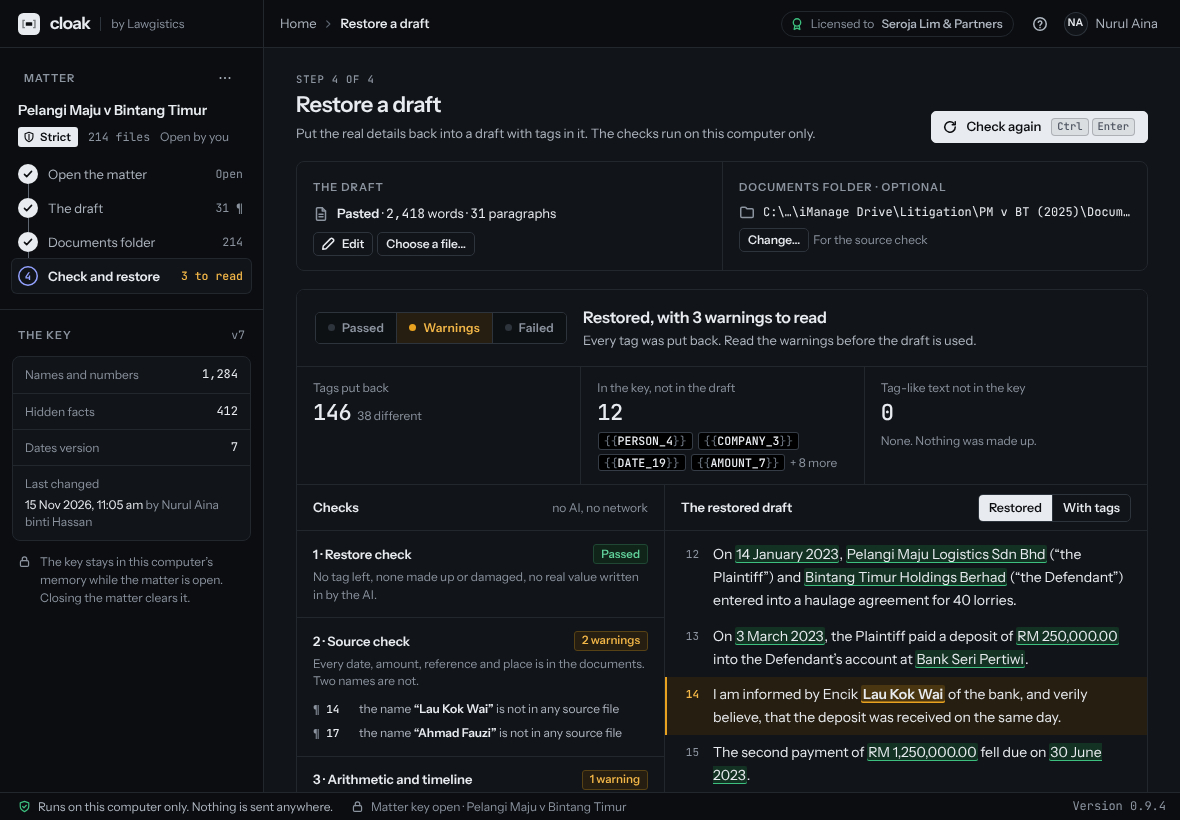 cloak | by Lawgistics
Home > Restore a draft
Licensed to Seroja Lim & Partners
NA Nurul Aina
MATTER ...
Pelangi Maju v Bintang Timur
Strict 214 files Open by you
Open the matter Open
The draft 31 ¶
Documents folder 214
4 Check and restore 3 to read
THE KEY v7
Names and numbers 1,284
Hidden facts 412
Dates version 7
Last changed
15 Nov 2026, 11:05 am by Nurul Aina
binti Hassan
The key stays in this computer’s
memory while the matter is open.
Closing the matter clears it.
STEP 4 OF 4
Restore a draft
Put the real details back into a draft with tags in it. The checks run on this computer only.
Check again Ctrl Enter
THE DRAFT
Pasted · 2,418 words · 31 paragraphs
Edit Choose a file...
DOCUMENTS FOLDER · OPTIONAL
C:\…\iManage Drive\Litigation\PM v BT (2025)\Docum…
Change... For the source check
Passed Warnings Failed
Restored, with 3 warnings to read
Every tag was put back. Read the warnings before the draft is used.
Tags put back
146 38 different
In the key, not in the draft
12
{{PERSON_4}} {{COMPANY_3}}
{{DATE_19}} {{AMOUNT_7}} + 8 more
Tag-like text not in the key
0
None. Nothing was made up.
Checks no AI, no network
1 · Restore check Passed
No tag left, none made up or damaged, no real value written
in by the AI.
2 · Source check 2 warnings
Every date, amount, reference and place is in the documents.
Two names are not.
¶ 14 the name “Lau Kok Wai” is not in any source file
¶ 17 the name “Ahmad Fauzi” is not in any source file
3 · Arithmetic and timeline 1 warning
The restored draft Restored With tags
12 On 14 January 2023, Pelangi Maju Logistics Sdn Bhd (“the
Plaintiff”) and Bintang Timur Holdings Berhad (“the Defendant”)
entered into a haulage agreement for 40 lorries.
13 On 3 March 2023, the Plaintiff paid a deposit of RM 250,000.00
into the Defendant’s account at Bank Seri Pertiwi.
14 I am informed by Encik Lau Kok Wai of the bank, and verily
believe, that the deposit was received on the same day.
15 The second payment of RM 1,250,000.00 fell due on 30 June
2023.
Runs on this computer only. Nothing is sent anywhere. Matter key open · Pelangi Maju v Bintang Timur
Version 0.9.4